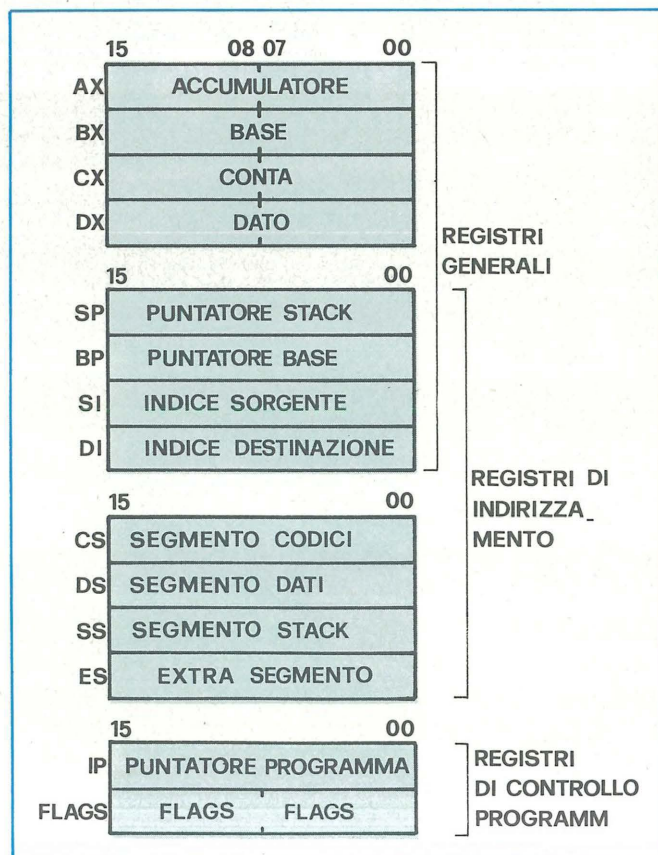 15 08 07 00
AX ACCUMULATORE
BX BASE
CX CONTA
DX DATO
REGISTRI
GENERALI
15 00
SP PUNTATORE STACK
BP PUNTATORE BASE
SI INDICE SORGENTE
DI INDICE DESTINAZIONE
REGISTRI DI
INDIRIZZA_
MENTO
15 00
CS SEGMENTO CODICI
DS SEGMENTO DATI
SS SEGMENTO STACK
ES EXTRA SEGMENTO
15 00
IP PUNTATORE PROGRAMMA
FLAGS FLAGS FLAGS
REGISTRI
DI CONTROLLO
PROGRAMM